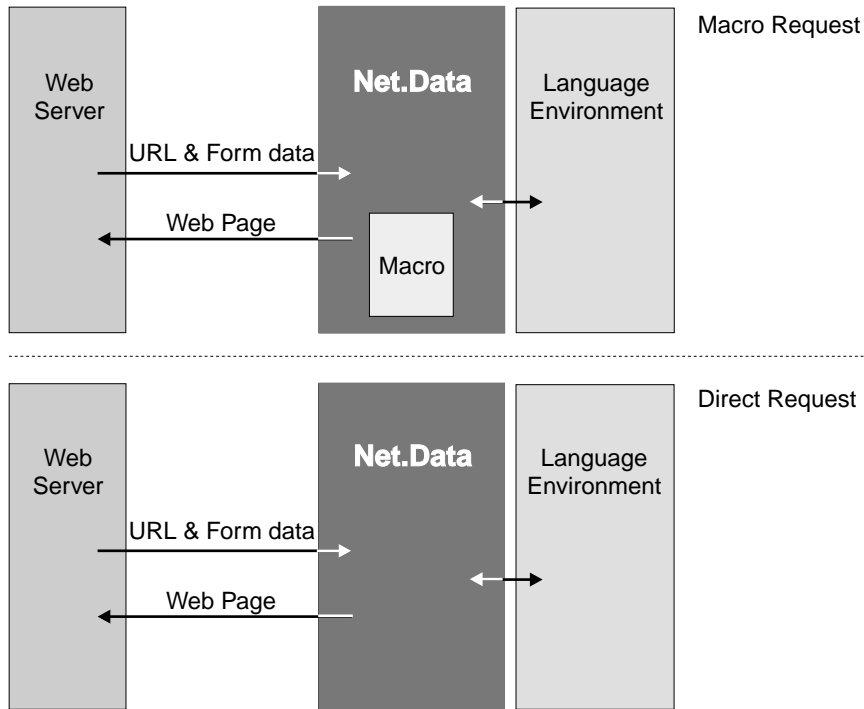 Macro Request
Web
Server
Net.Data
Language
Environment
URL & Form data
Web Page
Macro
Direct Request
Web
Server
Net.Data
Language
Environment
URL & Form data
Web Page